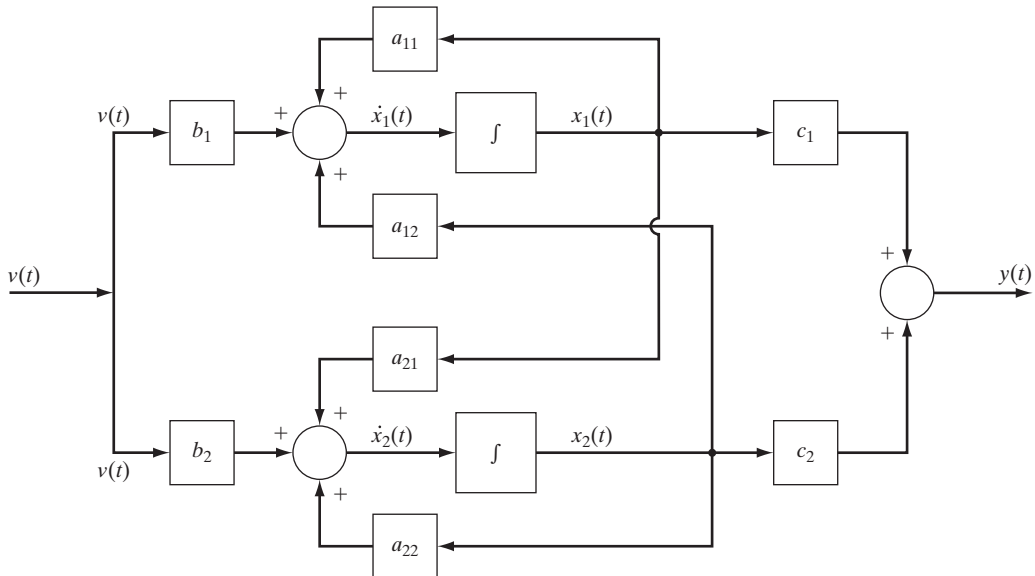 a₁₁
+
v(t)
b₁
+
ẋ₁(t)
∫
x₁(t)
c₁
+
a₁₂
v(t)
+
y(t)
+
a₂₁
+
v(t)
b₂
+
ẋ₂(t)
∫
x₂(t)
c₂
+
a₂₂